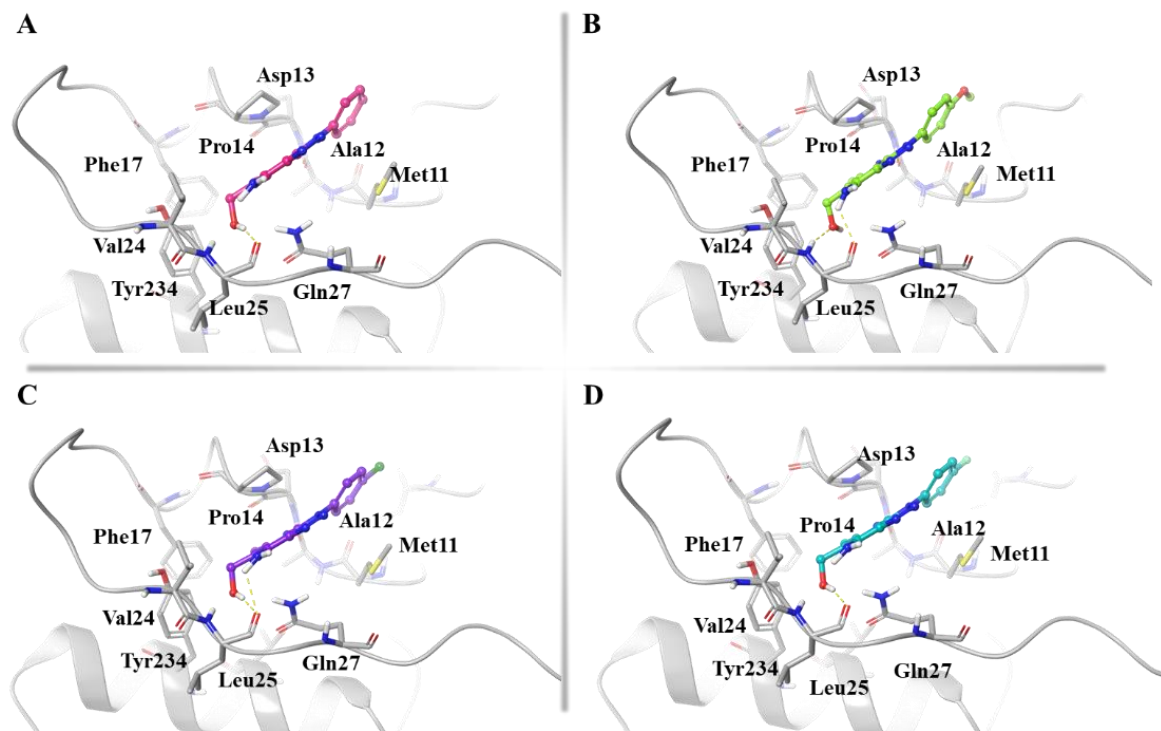 A
Asp13
Pro14
Phe17
Ala12
Met11
Val24
Tyr234
Leu25
Gln27
B
Asp13
Pro14
Phe17
Ala12
Met11
Val24
Tyr234
Leu25
Gln27
C
Asp13
Pro14
Phe17
Ala12
Met11
Val24
Tyr234
Leu25
Gln27
D
Asp13
Pro14
Phe17
Ala12
Met11
Val24
Tyr234
Leu25
Gln27